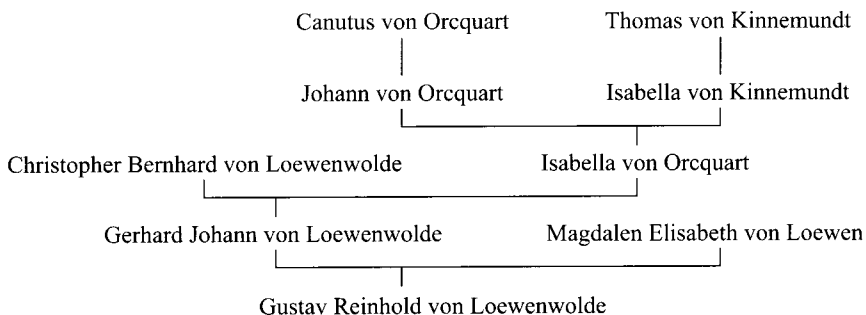 Canutus von Orcquart Thomas von Kinnemundt
Johann von Orcquart Isabella von Kinnemundt
Christopher Bernhard von Loewenwolde Isabella von Orcquart
Gerhard Johann von Loewenwolde Magdalen Elisabeth von Loewen
Gustav Reinhold von Loewenwolde